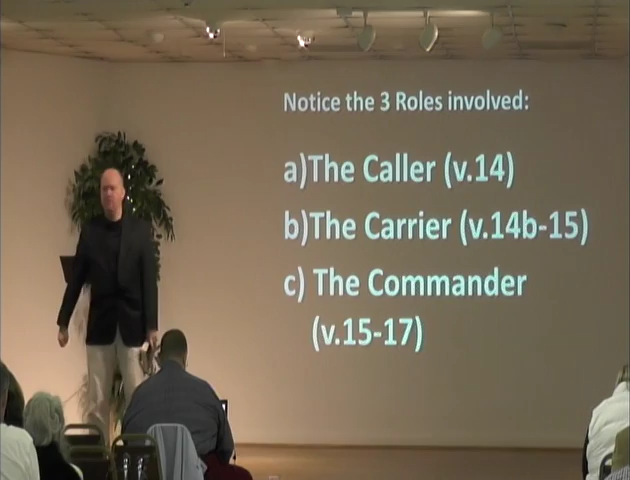 Notice the 3 Roles involved:
a)The Caller (v.14)
b)The Carrier (v.14b-15)
c) The Commander
(v.15-17)